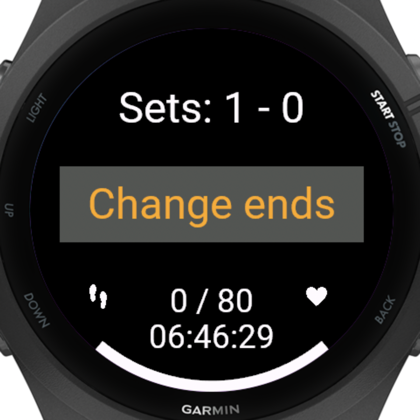 Sets: 1 - 0
LIGHT
START STOP
Change ends
UP
DOWN
0 / 80
BACK
06:46:29
GARMIN